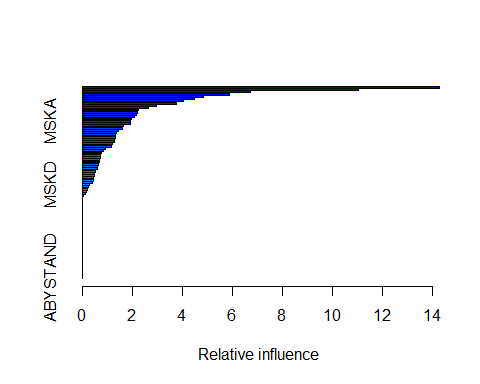 MSKA
MSKD
ABYSTAND
0 2 4 6 8 10 12 14
Relative influence